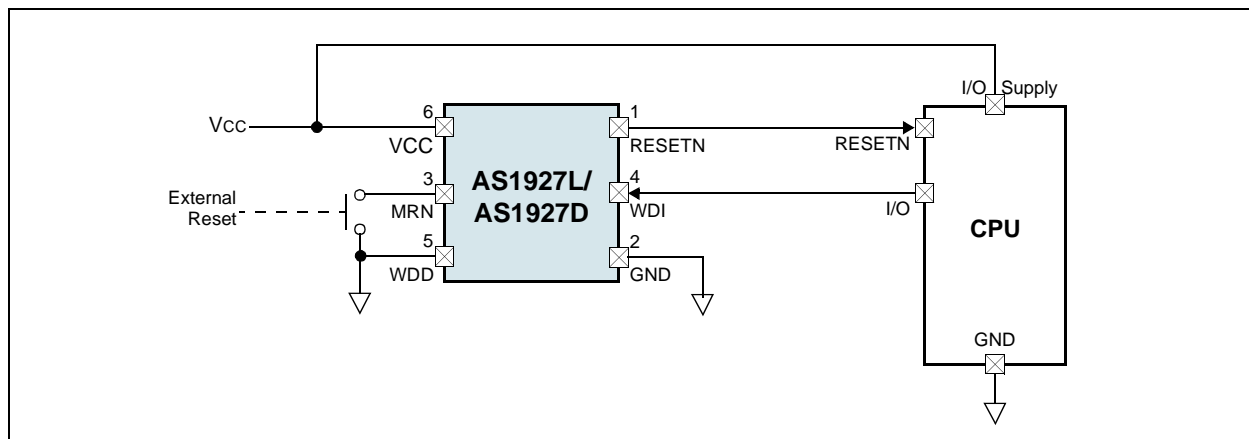 I/O Supply
VCC
6
VCC
1
RESETN
RESETN
External
Reset
3
MRN
AS1927L/
AS1927D
4
WDI
I/O
CPU
5
WDD
2
GND
GND